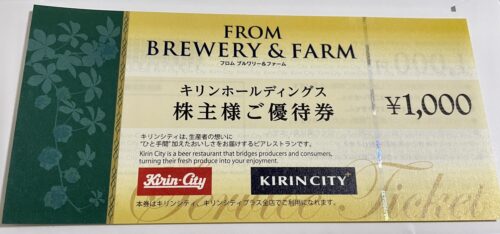 FROM
BREWERY & FARM
フロム ブルワリー&ファーム
キリンホールディングス
株主様ご優待券
¥1,000
キリンシティは、生産者の想いに
"ひと手間"加えたおいしさをお届けするビアレストランです。
Kirin City is a beer restaurant that bridges producers and consumers,
turning their fresh produce into your enjoyment.
Kirin-City
KIRIN CITY+
本券はキリンシティ、キリンシティプラス全店でご利用になれます。
Service Ticket